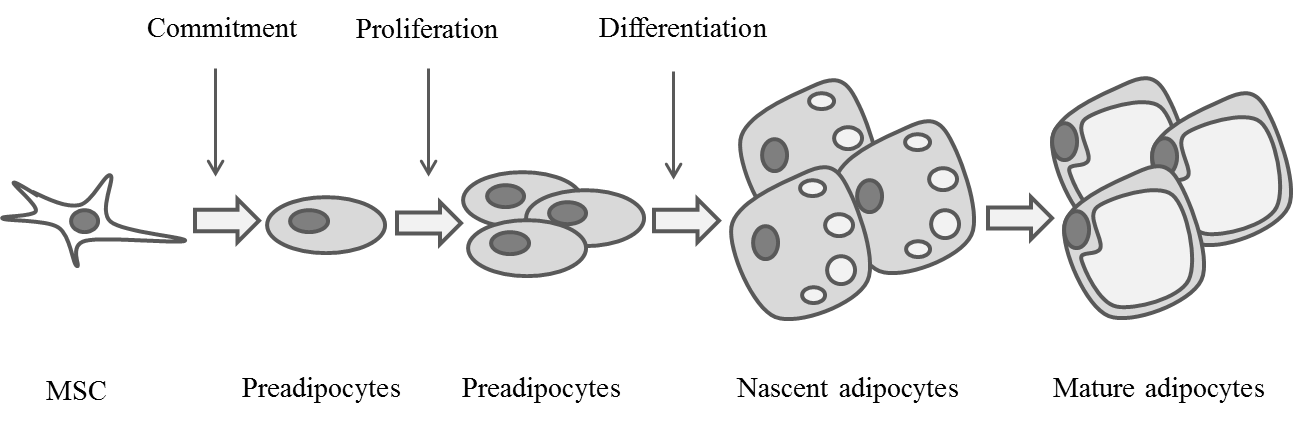 Commitment
Proliferation
Differentiation
MSC
Preadipocytes
Preadipocytes
Nascent adipocytes
Mature adipocytes